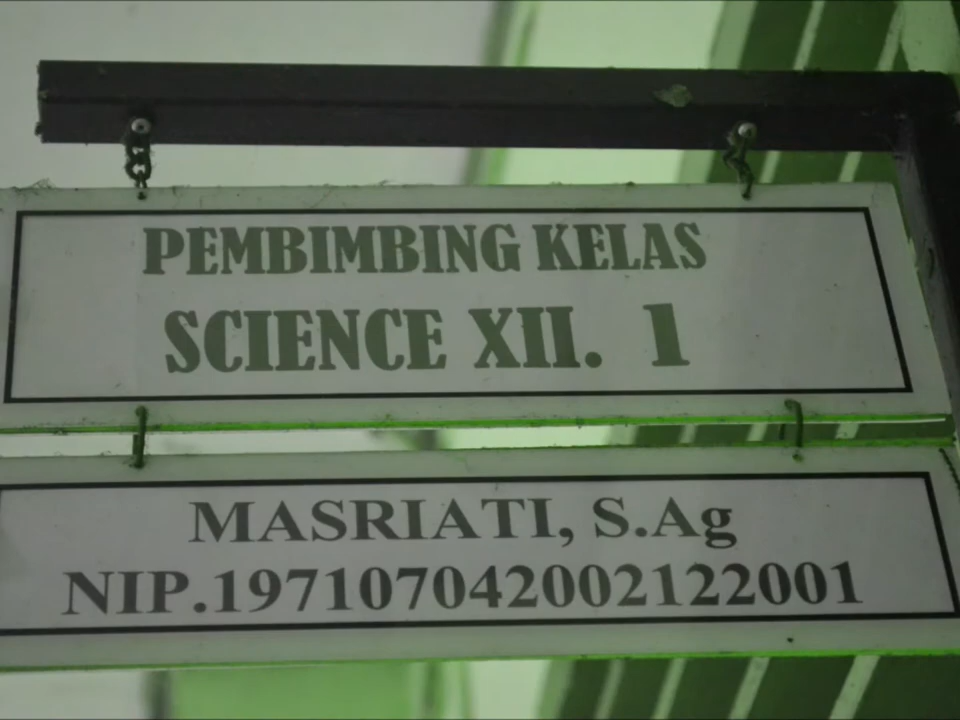 PEMBIMBING KELAS
SCIENCE XII. 1
MASRIATI, S.Ag
NIP.197107042002122001